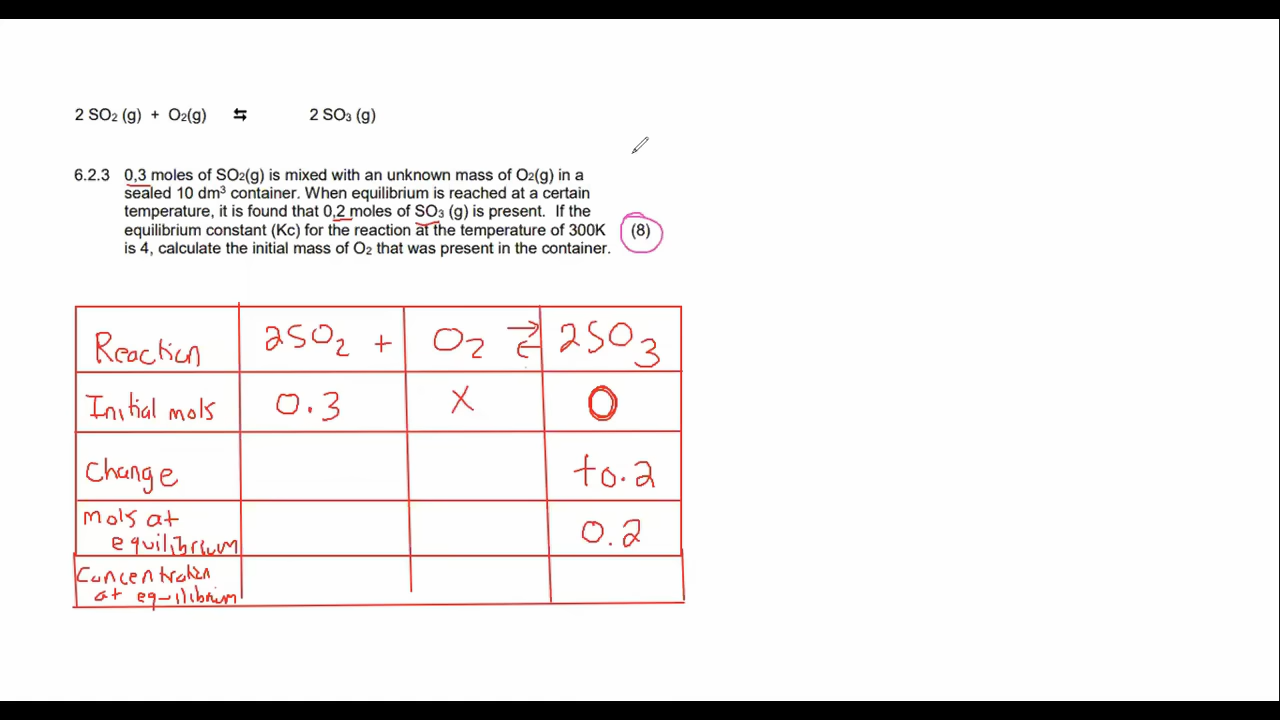 2 SO₂ (g) + O₂(g) ⇆ 2 SO₃ (g)
6.2.3 0,3 moles of SO₂(g) is mixed with an unknown mass of O₂(g) in a
sealed 10 dm³ container. When equilibrium is reached at a certain
temperature, it is found that 0,2 moles of SO₃ (g) is present. If the
equilibrium constant (Kc) for the reaction at the temperature of 300K (8)
is 4, calculate the initial mass of O₂ that was present in the container.
Reaction 2SO₂ + O₂ ⇄ 2SO₃
Initial mols 0.3 x 0
Change +0.2
Mols at
equilibrium 0.2
Concentration
at equilibrium